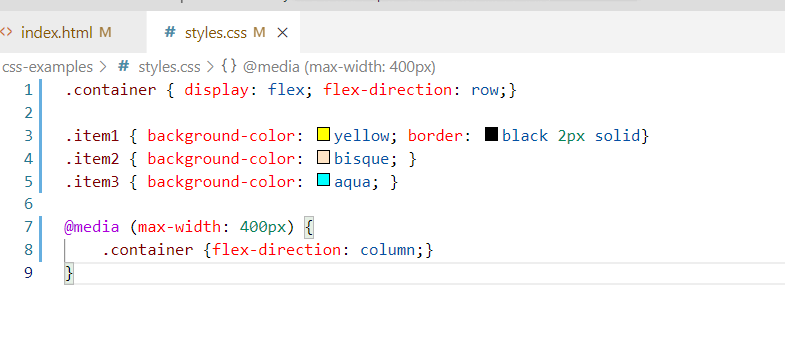 index.html M
# styles.css M ×
css-examples > # styles.css > {} @media (max-width: 400px)
1 .container { display: flex; flex-direction: row;}
2
3 .item1 { background-color: yellow; border: black 2px solid}
4 .item2 { background-color: bisque; }
5 .item3 { background-color: aqua; }
6
7 @media (max-width: 400px) {
8     .container {flex-direction: column;}
9 }